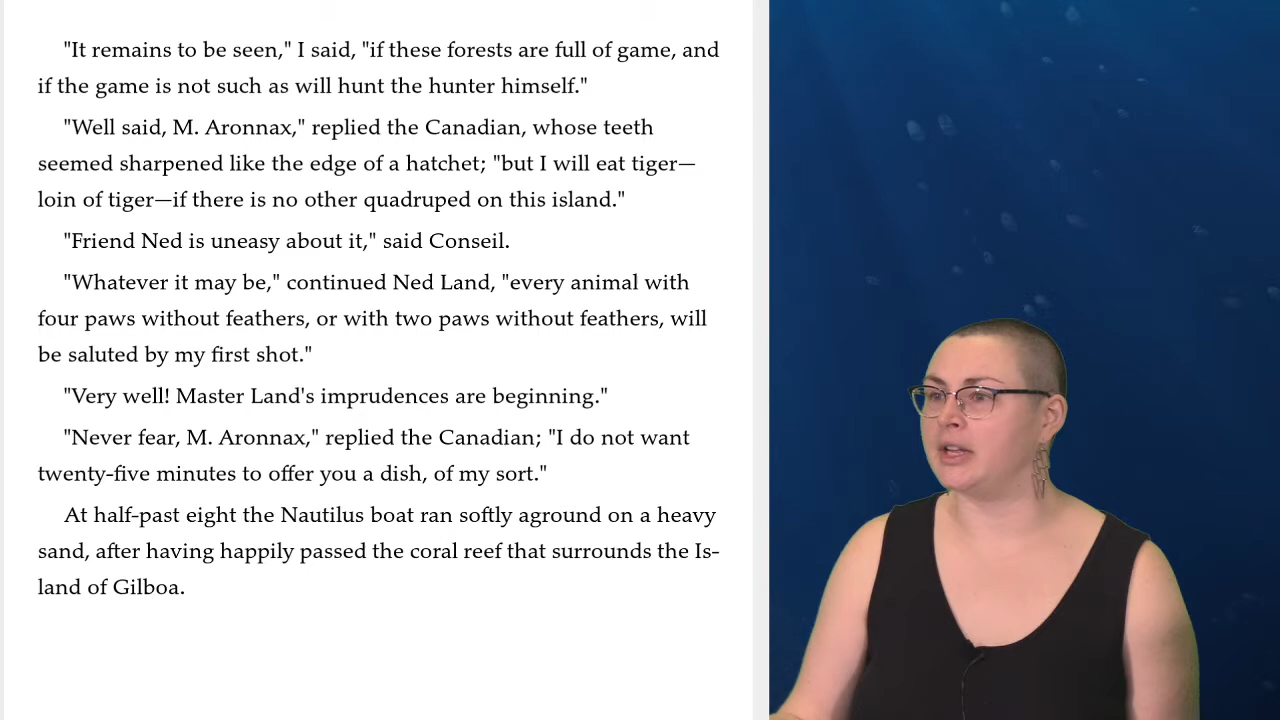 "It remains to be seen," I said, "if these forests are full of game, and
if the game is not such as will hunt the hunter himself."
"Well said, M. Aronnax," replied the Canadian, whose teeth
seemed sharpened like the edge of a hatchet; "but I will eat tiger—
loin of tiger—if there is no other quadruped on this island."
"Friend Ned is uneasy about it," said Conseil.
"Whatever it may be," continued Ned Land, "every animal with
four paws without feathers, or with two paws without feathers, will
be saluted by my first shot."
"Very well! Master Land's imprudences are beginning."
"Never fear, M. Aronnax," replied the Canadian; "I do not want
twenty-five minutes to offer you a dish, of my sort."
At half-past eight the Nautilus boat ran softly aground on a heavy
sand, after having happily passed the coral reef that surrounds the Is-
land of Gilboa.